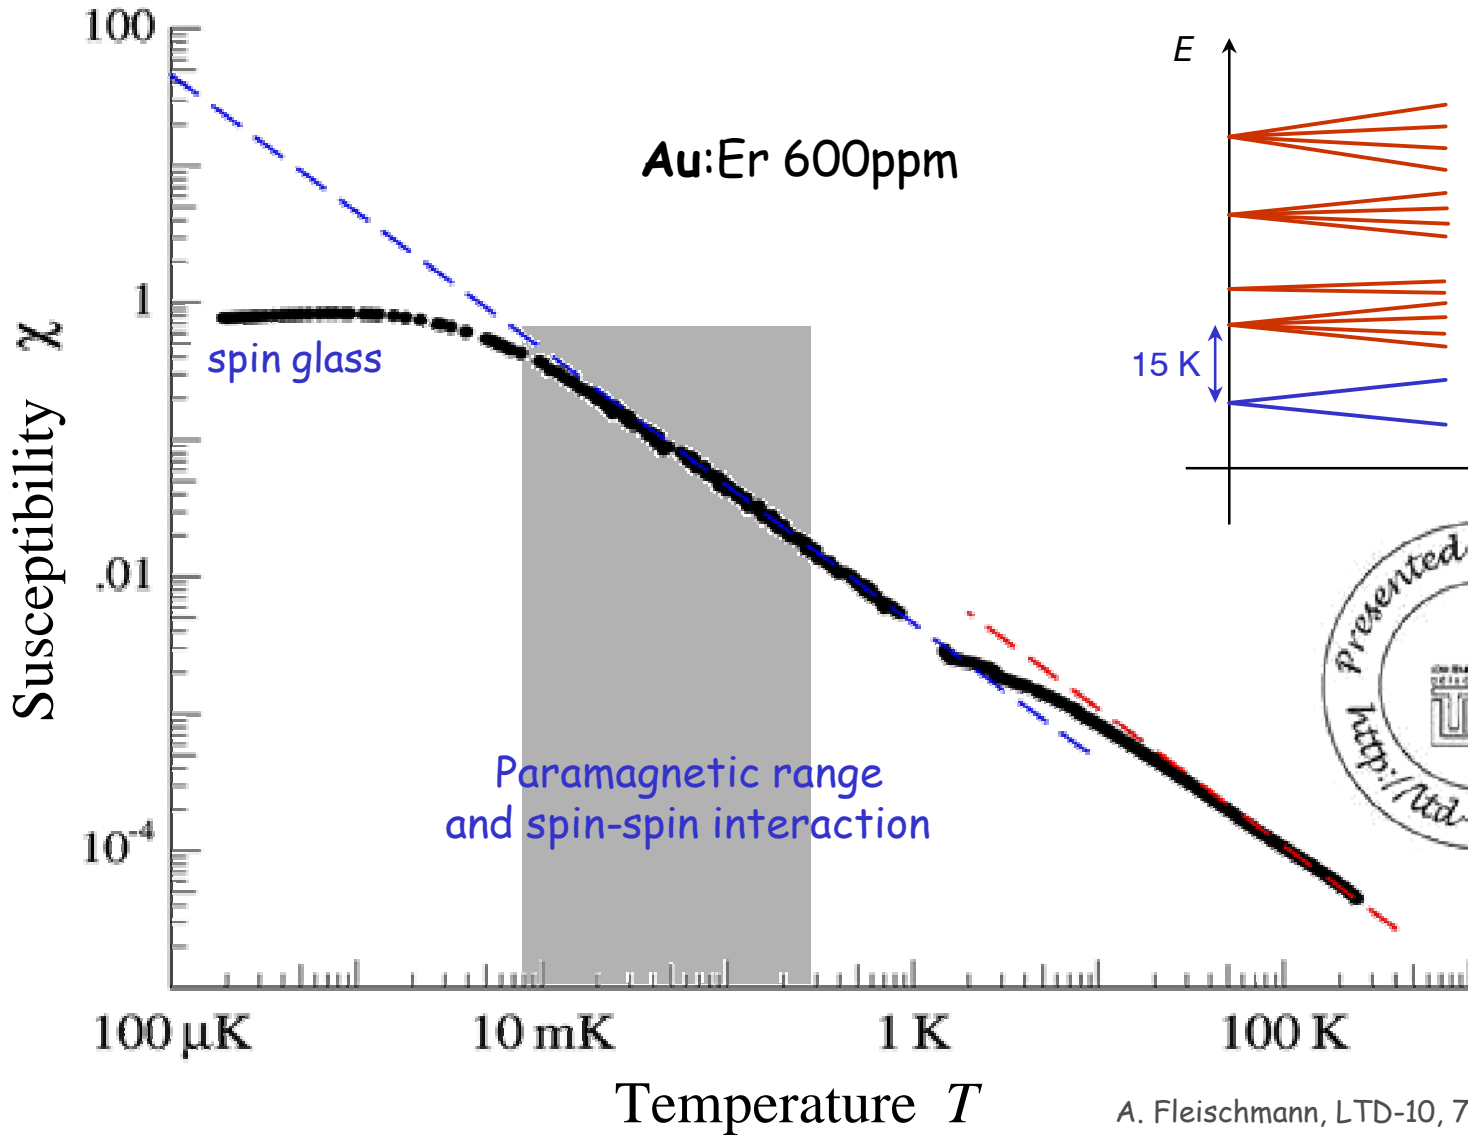 100
1
.01
10-4
Susceptibility χ
Au:Er 600ppm
spin glass
Paramagnetic range
and spin-spin interaction
E
15 K
Presented
http://ltd-
100 μK
10 mK
1 K
100 K
Temperature T
A. Fleischmann, LTD-10, 7